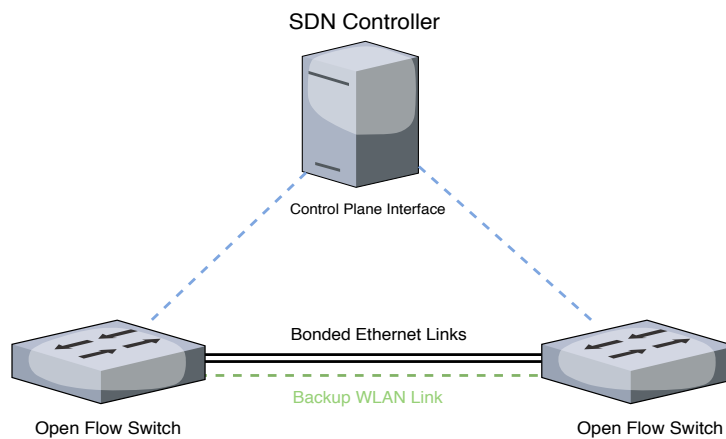 SDN Controller
Control Plane Interface
Bonded Ethernet Links
Backup WLAN Link
Open Flow Switch
Open Flow Switch